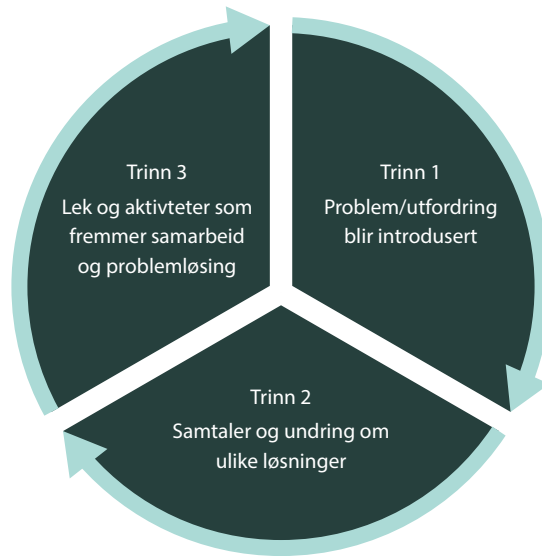 Trinn 1
Problem/utfordring
blir introdusert
Trinn 2
Samtaler og undring om
ulike løsninger
Trinn 3
Lek og aktivteter som
fremmer samarbeid
og problemløsing